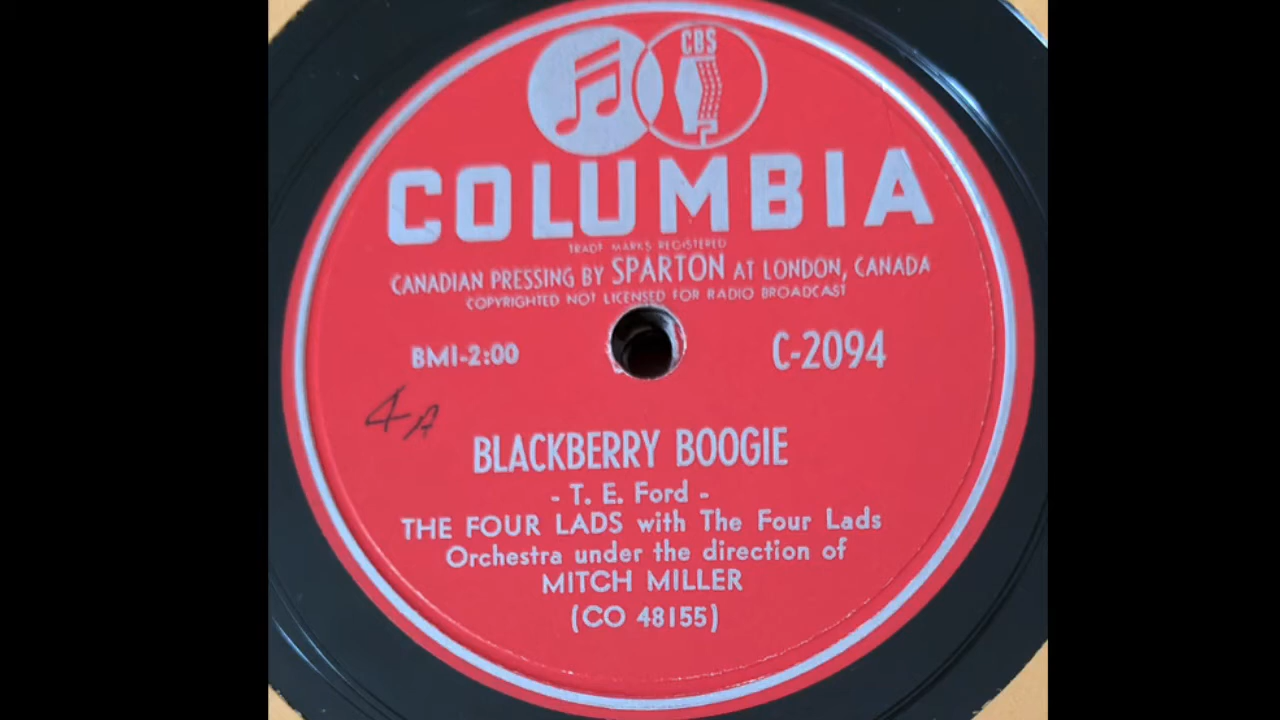 CBS
COLUMBIA
TRADE MARKS REGISTERED
CANADIAN PRESSING BY SPARTON AT LONDON, CANADA
COPYRIGHTED NOT LICENSED FOR RADIO BROADCAST
BMI-2:00
C-2094
4A
BLACKBERRY BOOGIE
- T. E. Ford -
THE FOUR LADS with The Four Lads
Orchestra under the direction of
MITCH MILLER
(CO 48155)